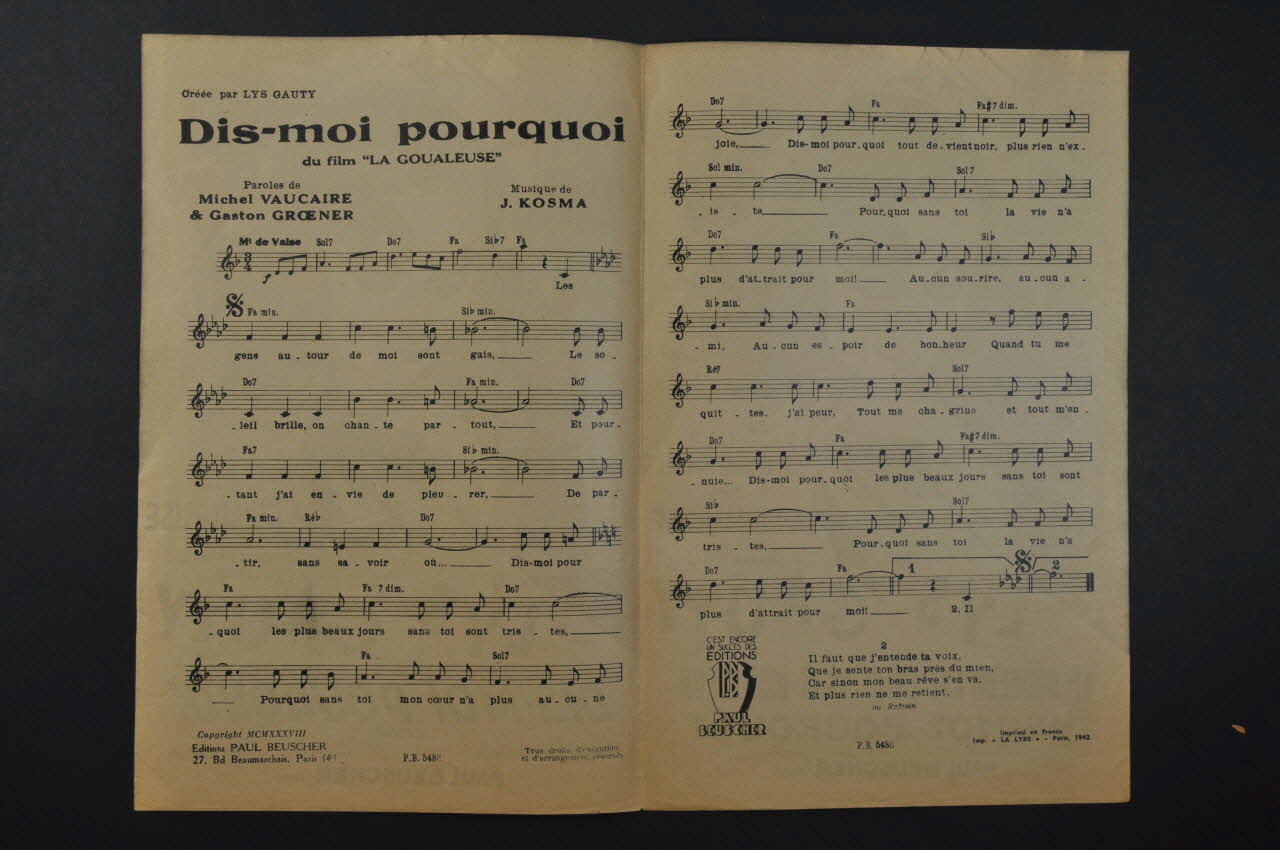 Créée par LYS GAUTY
Dis-moi pourquoi
du film "LA GOUALEUSE"
Paroles de
Michel VAUCAIRE
& Gaston GRŒNER
Musique de
J. KOSMA
Mt de Valse Sol7 Do7 Fa Sib7 Fa
f
Les
Fa min. Sib min.
gens au - tour de moi sont gais, Le so -
Do7 Fa min. Do7
- leil brille, on chan - te par - tout, Et pour -
Fa7 Sib min.
- tant j'ai en - vie de pleu - rer, De par -
Fa min. Réb Do7
- tir, sans sa - voir où... Dis-moi pour
Fa Fa 7 dim. Do7
- quoi les plus beaux jours sans toi sont tris - tes,
Fa Sol7
Pourquoi sans toi mon cœur n'a plus au - cu - ne
Copyright MCMXXXVIII
Editions PAUL BEUSCHER
27, Bd Beaumarchais, Paris (4e)
P.B. 5486
Tous droits d'exécution
et d'arrangement réservés
Do7 Fa Fa#7 dim.
joie, Dis-moi pour-quoi tout de-vient noir, plus rien n'ex -
Sol min. Do7 Sol7
- is - te Pour-quoi sans toi la vie n'a
Do7 Fa Sib
plus d'at-trait pour moi! Au-cun sou-rire, au-cun a -
Sib min. Fa
- mi, Au - cun es - poir de bon-heur Quand tu me
Ré7 Sol7
quit - tes, j'ai peur, Tout me cha - grine et tout m'en -
Do7 Fa Fa#7 dim.
- nuie... Dis-moi pour-quoi les plus beaux jours sans toi sont
Sib Sol7
tris - tes, Pour-quoi sans toi la vie n'a
Do7 Fa 1 2
plus d'attrait pour moi! 2. Il
C'EST ENCORE
UN SUCCÈS DES
EDITIONS
PB
PAUL
BEUSCHER
2
Il faut que j'entende ta voix,
Que je sente ton bras près du mien,
Car sinon mon beau rêve s'en va,
Et plus rien ne me retient.
au Refrain
P.B. 5486
Imprimé en France
Imp. « LA LYRE » - Paris, 1942